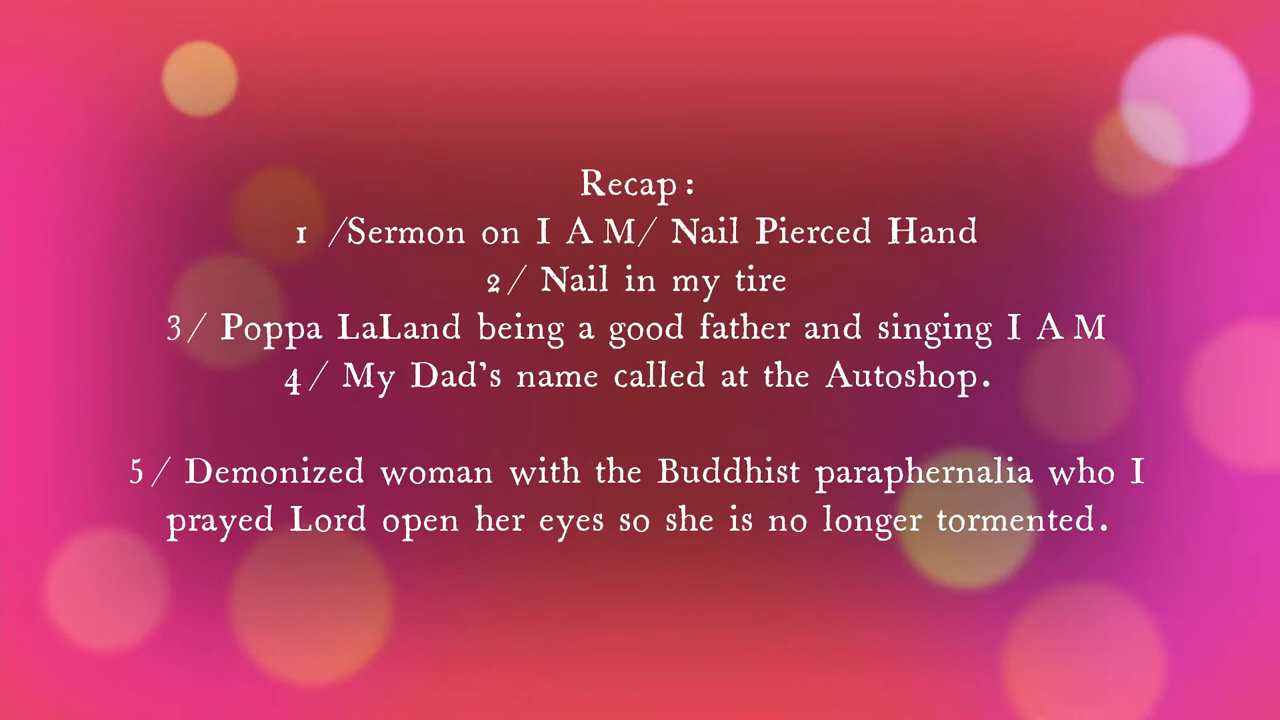 Recap:
1 /Sermon on I A M/ Nail Pierced Hand
2/ Nail in my tire
3/ Poppa LaLand being a good father and singing I A M
4/ My Dad's name called at the Autoshop.
5/ Demonized woman with the Buddhist paraphernalia who I
prayed Lord open her eyes so she is no longer tormented.